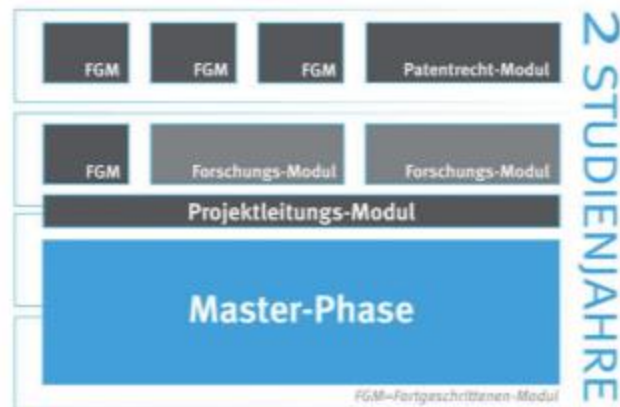 FGM FGM FGM Patentrecht-Modul
FGM Forschungs-Modul Forschungs-Modul
Projektleitungs-Modul
Master-Phase
FGM=Fortgeschrittenen-Modul
2 STUDIENJAHRE